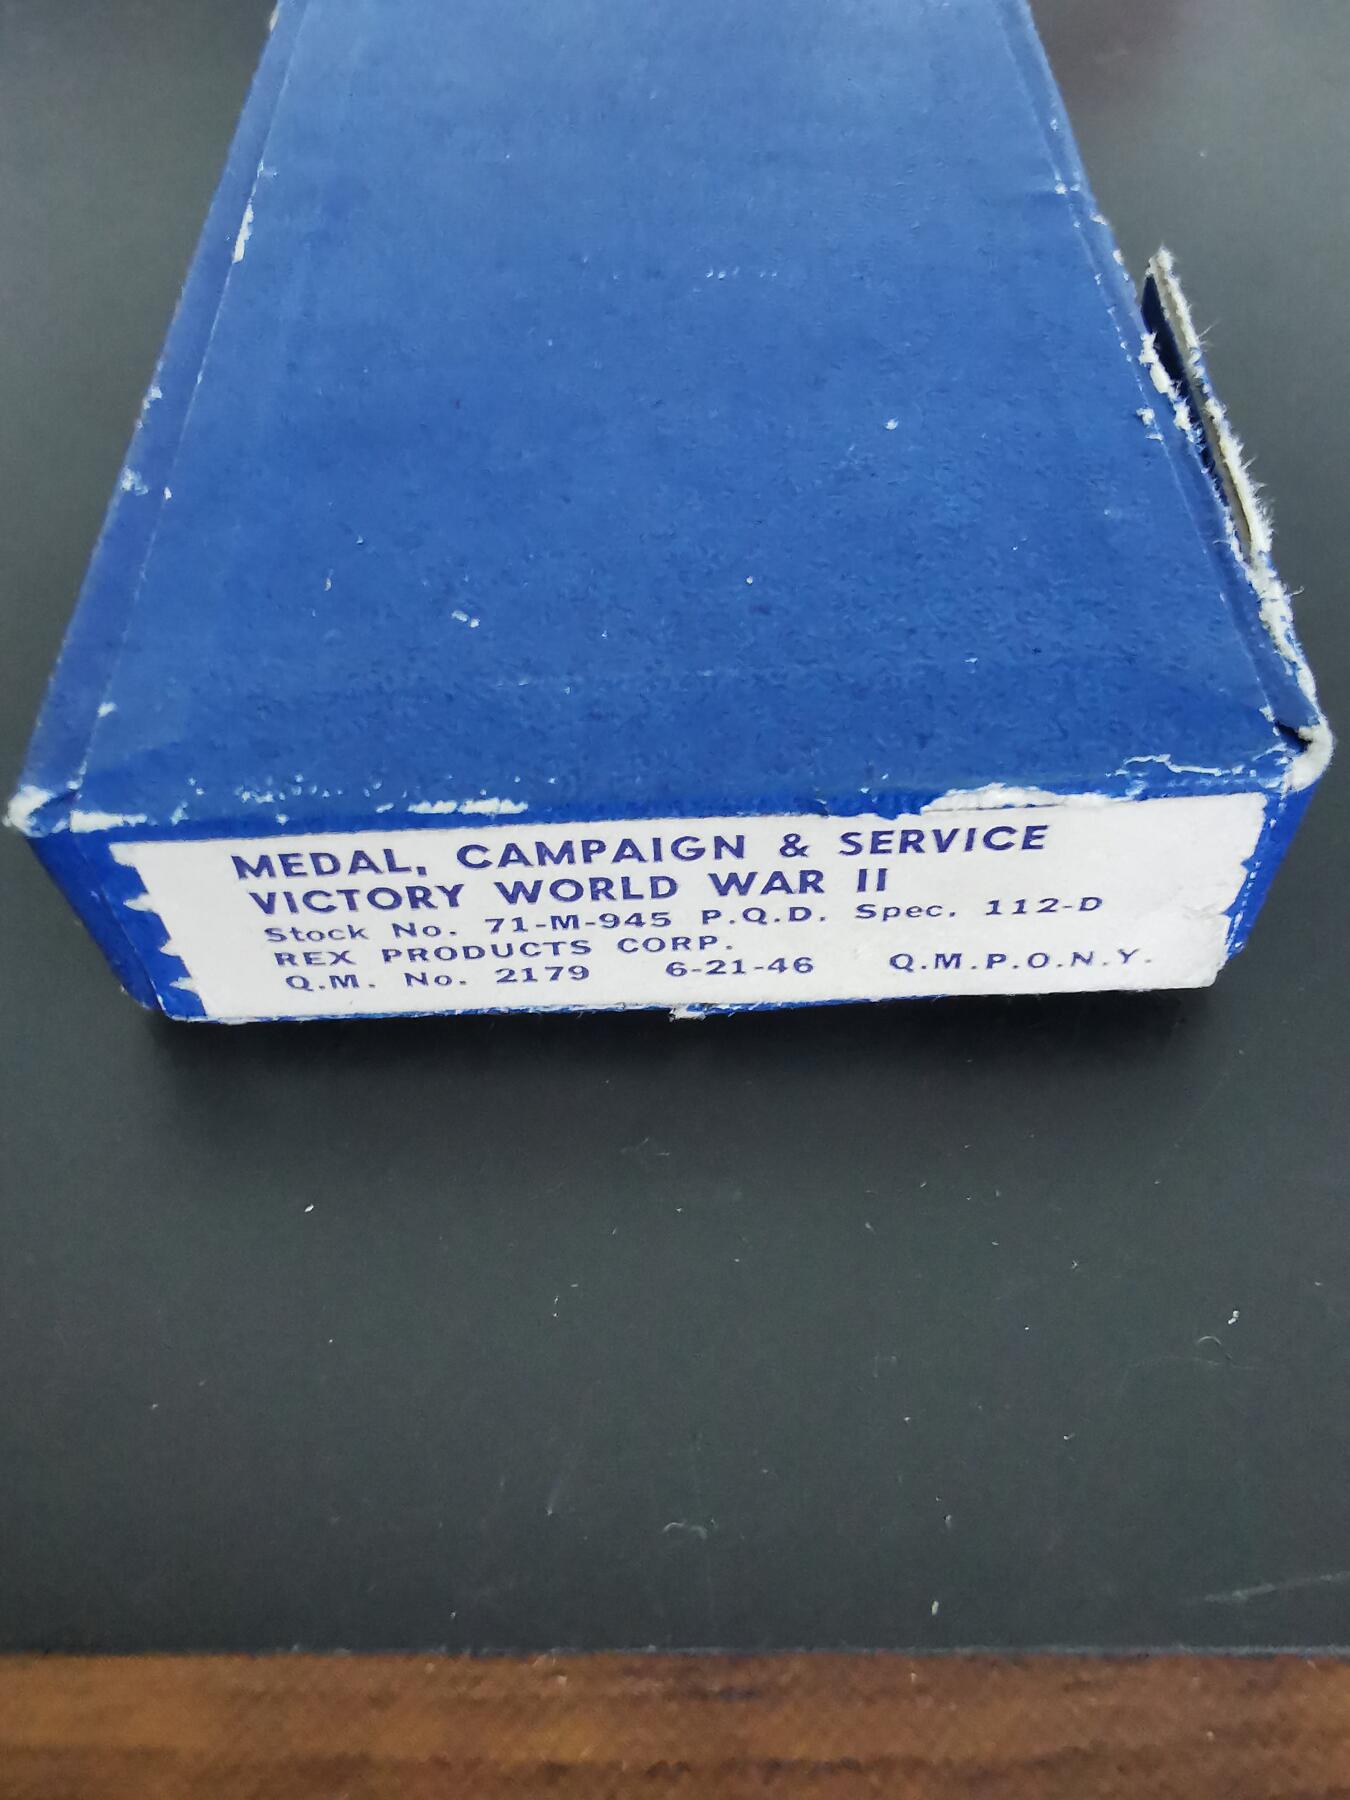 MEDAL, CAMPAIGN & SERVICE
VICTORY WORLD WAR II
Stock No. 71-M-945 P.Q.D. Spec. 112-D
REX PRODUCTS CORP.
Q.M. No. 2179 6-21-46 Q.M.P.O.N.Y.